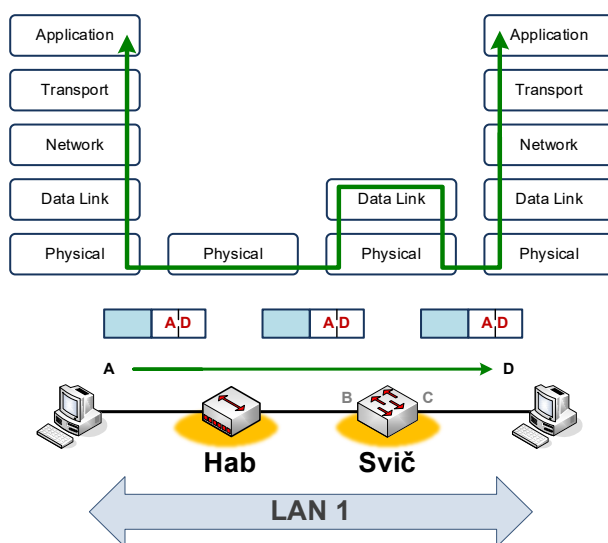 Application Application
Transport Transport
Network Network
Data Link Data Link Data Link
Physical Physical Physical Physical
A D A D A D
A D
B C
Hab Svič
LAN 1